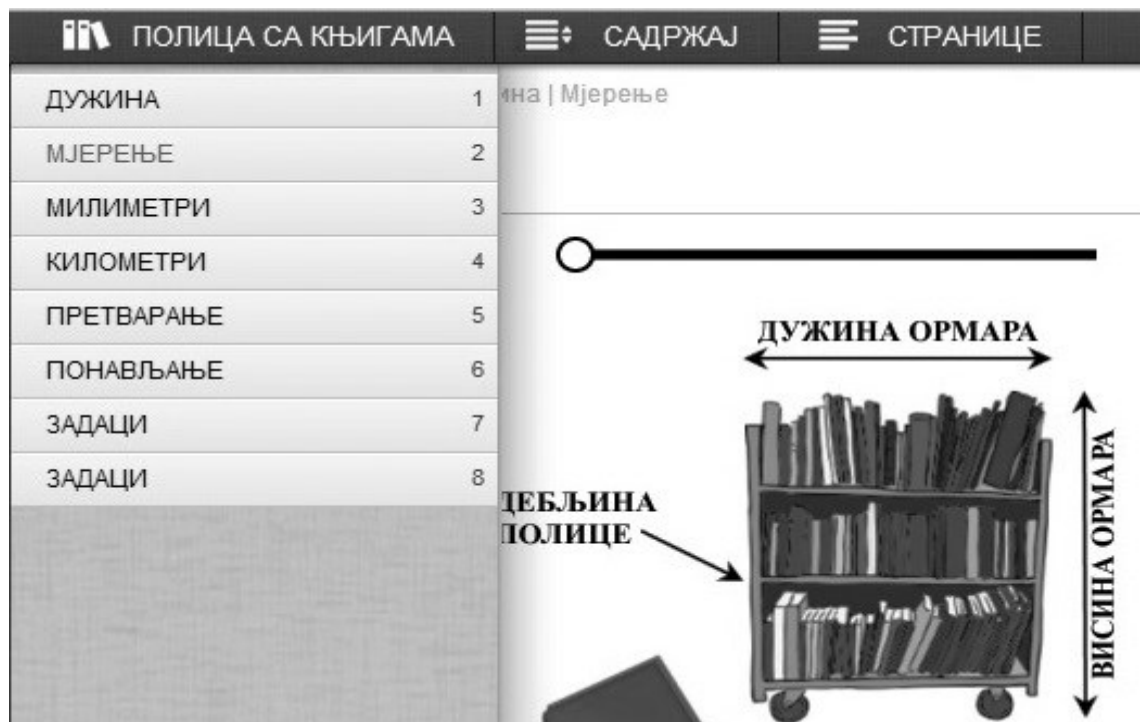 ПОЛИЦА СА КЊИГАМА
САДРЖАЈ
СТРАНИЦЕ
ДУЖИНА 1
МЈЕРЕЊЕ 2
МИЛИМЕТРИ 3
КИЛОМЕТРИ 4
ПРЕТВАРАЊЕ 5
ПОНАВЉАЊЕ 6
ЗАДАЦИ 7
ЗАДАЦИ 8
ина | Мјерење
ДУЖИНА ОРМАРА
ДЕБЉИНА
ПОЛИЦЕ
ВИСИНА ОРМАРА